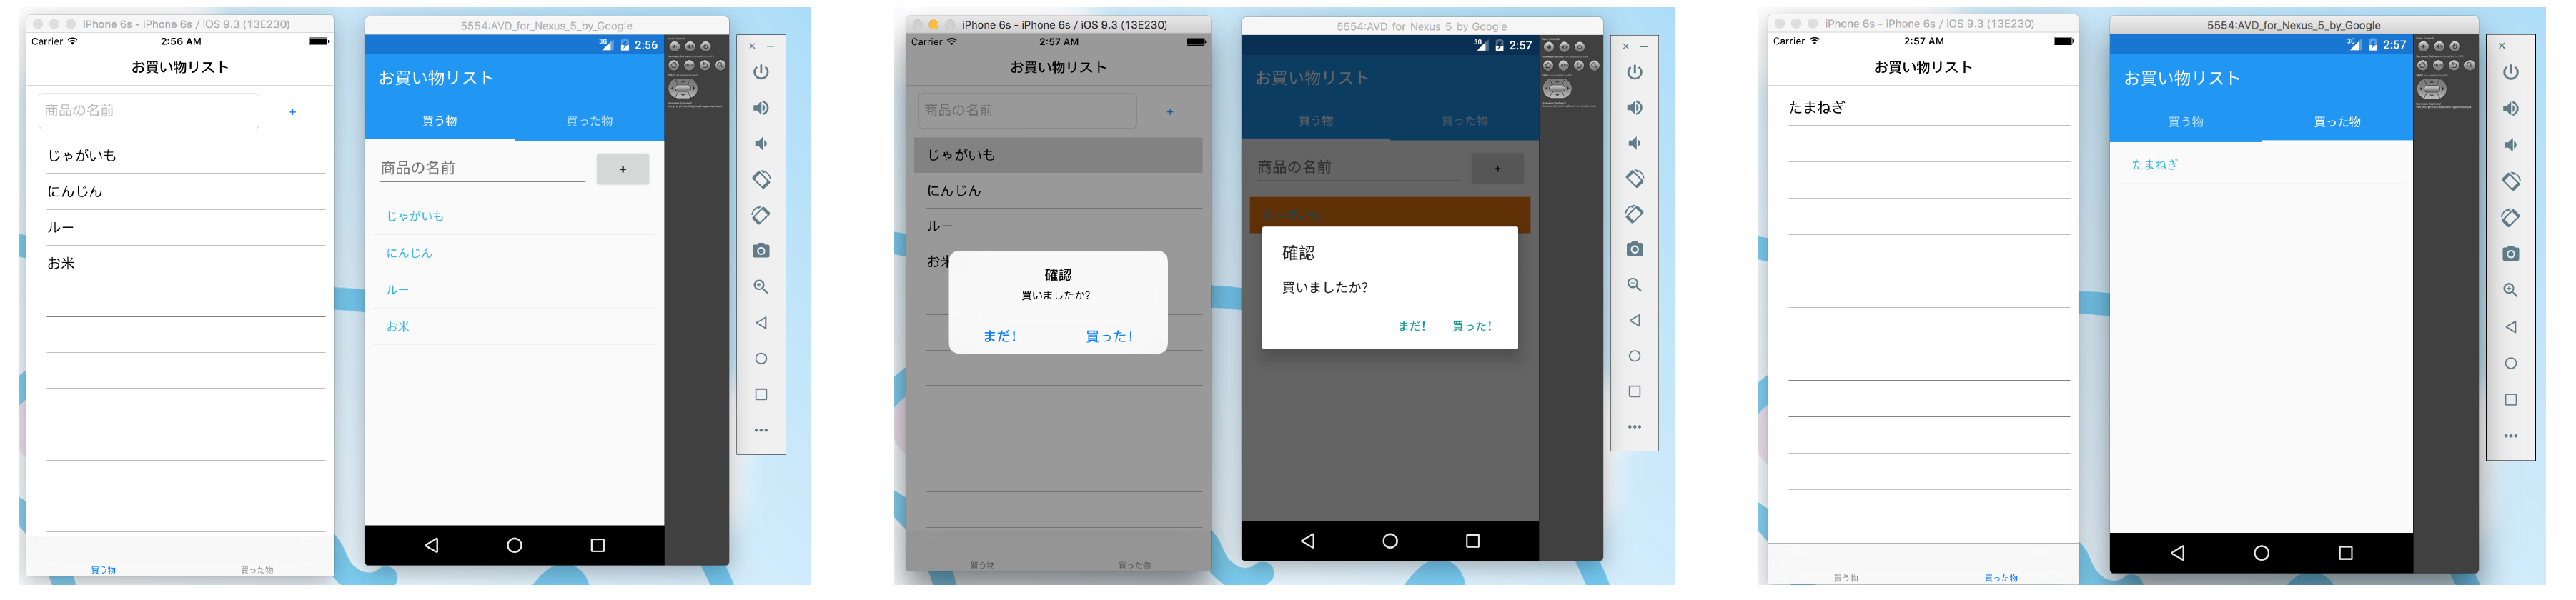 iPhone 6s - iPhone 6s / iOS 9.3 (13E230)
Carrier
2:56 AM
お買い物リスト
商品の名前
+
じゃがいも
にんじん
ルー
お米
買う物
買った物
5554:AVD_for_Nexus_5_by_Google
3G
2:56
お買い物リスト
買う物
買った物
商品の名前
+
じゃがいも
にんじん
ルー
お米
iPhone 6s - iPhone 6s / iOS 9.3 (13E230)
Carrier
2:57 AM
お買い物リスト
商品の名前
+
じゃがいも
にんじん
ルー
お米
確認
買いましたか?
まだ!
買った!
買う物
買った物
5554:AVD_for_Nexus_5_by_Google
3G
2:57
お買い物リスト
買う物
買った物
商品の名前
+
じゃがいも
確認
買いましたか?
まだ!
買った!
iPhone 6s - iPhone 6s / iOS 9.3 (13E230)
Carrier
2:57 AM
お買い物リスト
たまねぎ
買う物
買った物
5554:AVD_for_Nexus_5_by_Google
3G
2:57
お買い物リスト
買う物
買った物
たまねぎ